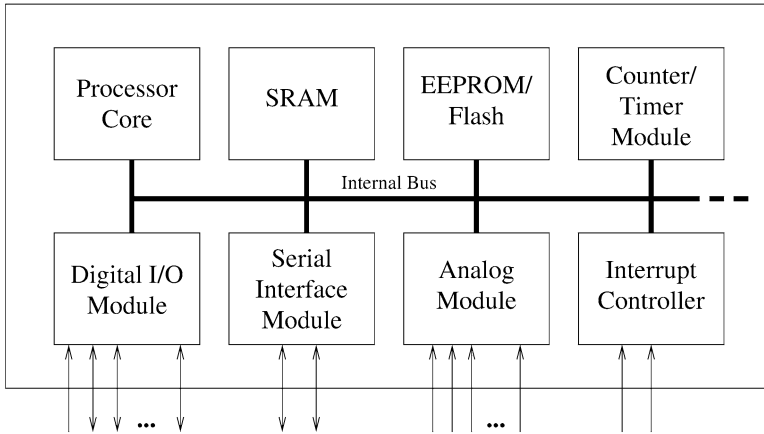 Processor
Core
SRAM
EEPROM/
Flash
Counter/
Timer
Module
Internal Bus
Digital I/O
Module
Serial
Interface
Module
Analog
Module
Interrupt
Controller
...
...